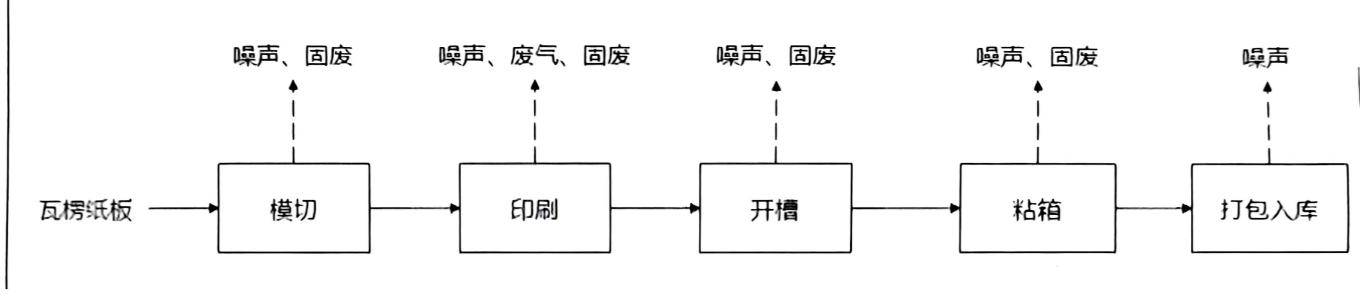 噪声、固废
噪声、废气、固废
噪声、固废
噪声、固废
噪声
瓦楞纸板
模切
印刷
开槽
粘箱
打包入库